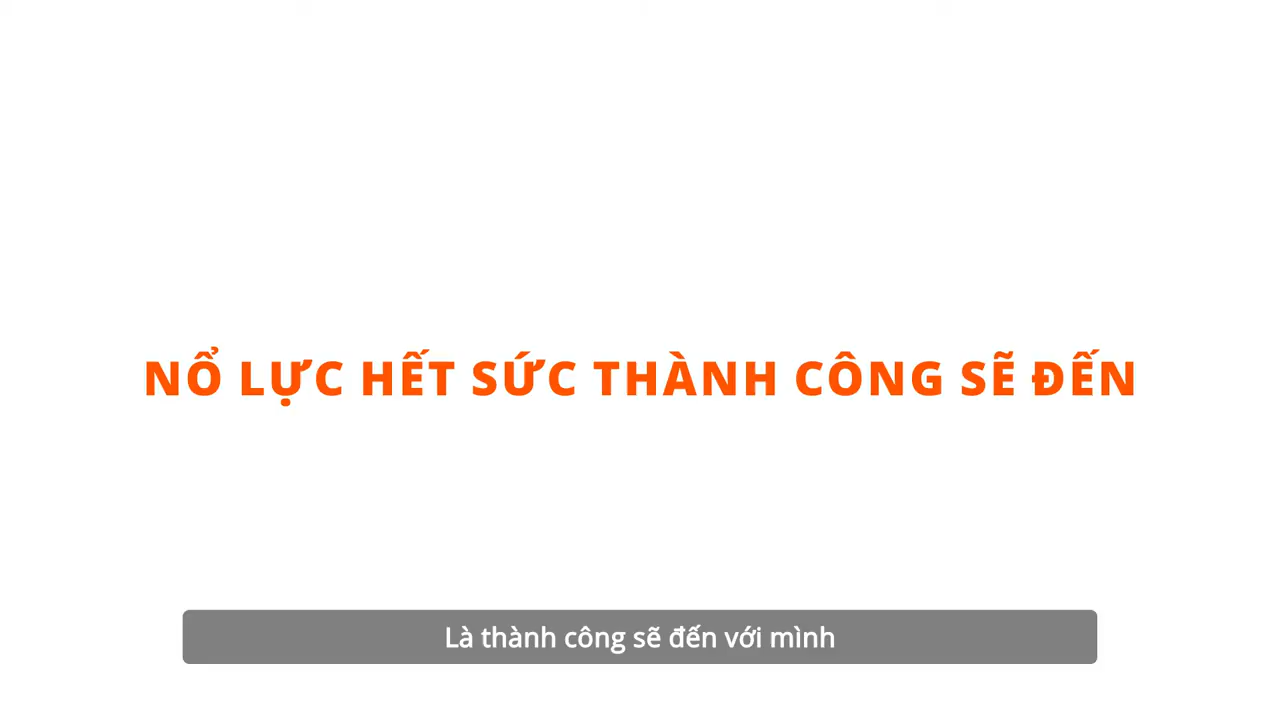 NỔ LỰC HẾT SỨC THÀNH CÔNG SẼ ĐẾN
Là thành công sẽ đến với mình